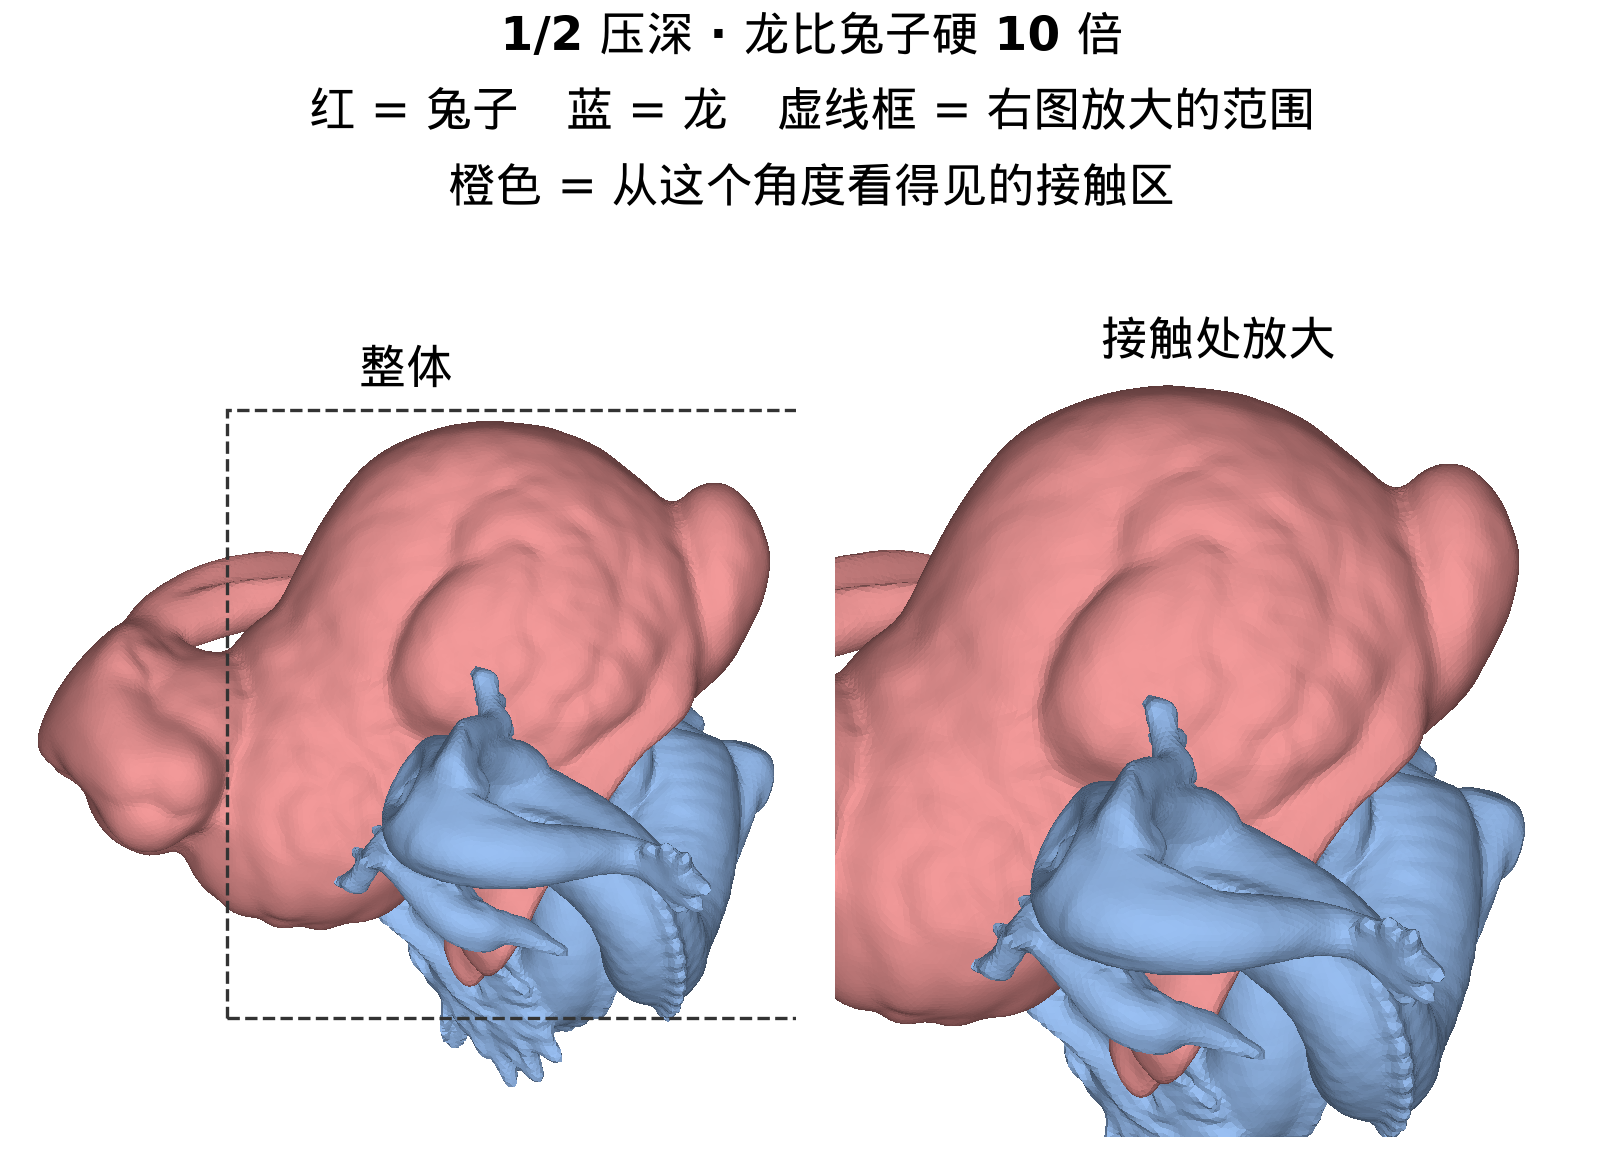 1/2 压深 · 龙比兔子硬 10 倍
红 = 兔子 蓝 = 龙 虚线框 = 右图放大的范围
橙色 = 从这个角度看得见的接触区
整体
接触处放大